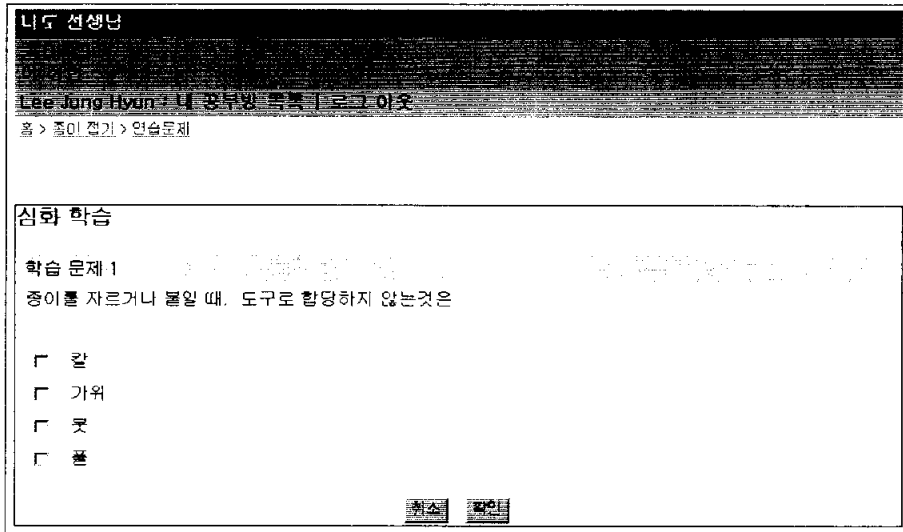 나도 선생님
Lee Jung Hyun : 내 공부방 목록 | 로그 아웃
홈 > 종이 접기 > 연습문제
심화 학습
학습 문제 1
종이를 자르거나 붙일 때, 도구로 합당하지 않는것은
칼
가위
못
풀
취소 확인